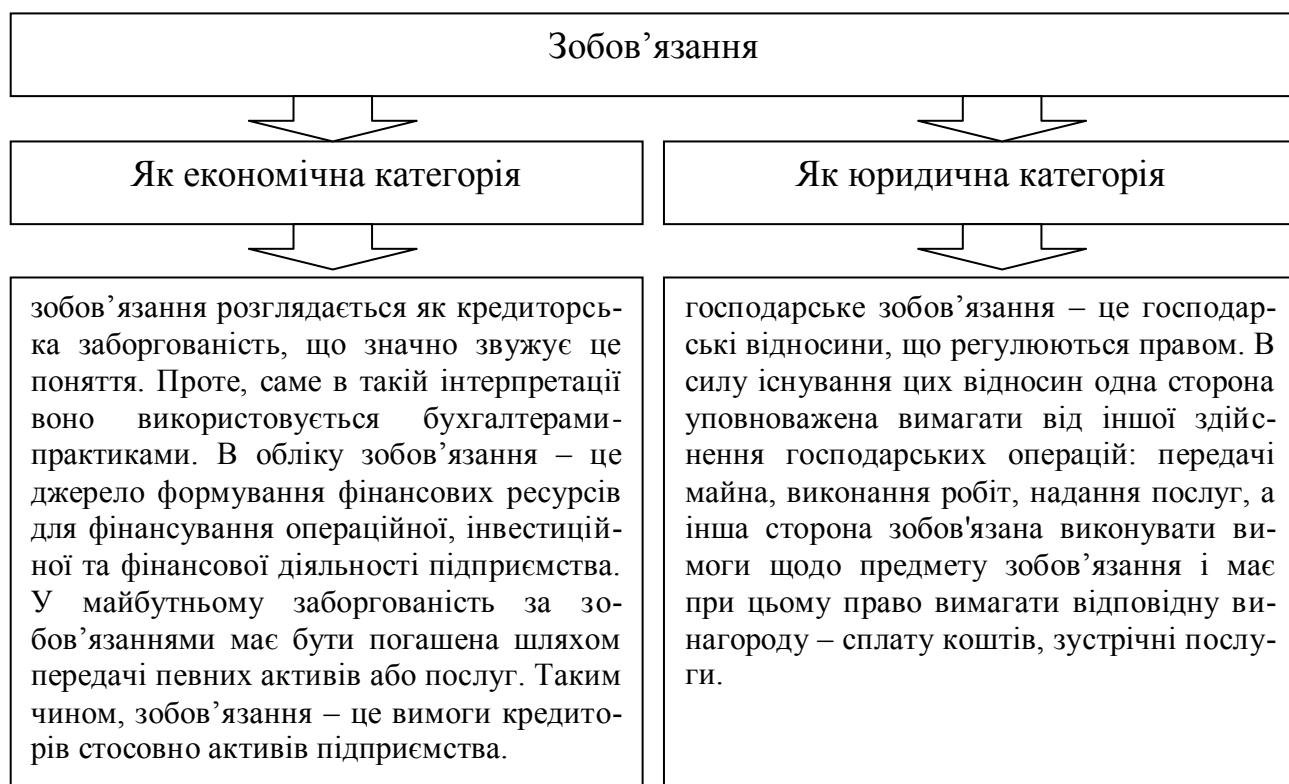 Зобов’язання
Як економічна категорія
Як юридична категорія
зобов’язання розглядається як кредиторсь-
ка заборгованість, що значно звужує це
поняття. Проте, саме в такій інтерпретації
воно використовується бухгалтерами-
практиками. В обліку зобов’язання – це
джерело формування фінансових ресурсів
для фінансування операційної, інвестицій-
ної та фінансової діяльності підприємства.
У майбутньому заборгованість за зо-
бов’язаннями має бути погашена шляхом
передачі певних активів або послуг. Таким
чином, зобов’язання – це вимоги кредито-
рів стосовно активів підприємства.
господарське зобов’язання – це господар-
ські відносини, що регулюються правом. В
силу існування цих відносин одна сторона
уповноважена вимагати від іншої здійс-
нення господарських операцій: передачі
майна, виконання робіт, надання послуг, а
інша сторона зобов'язана виконувати ви-
моги щодо предмету зобов’язання і має
при цьому право вимагати відповідну ви-
нагороду – сплату коштів, зустрічні послу-
ги.